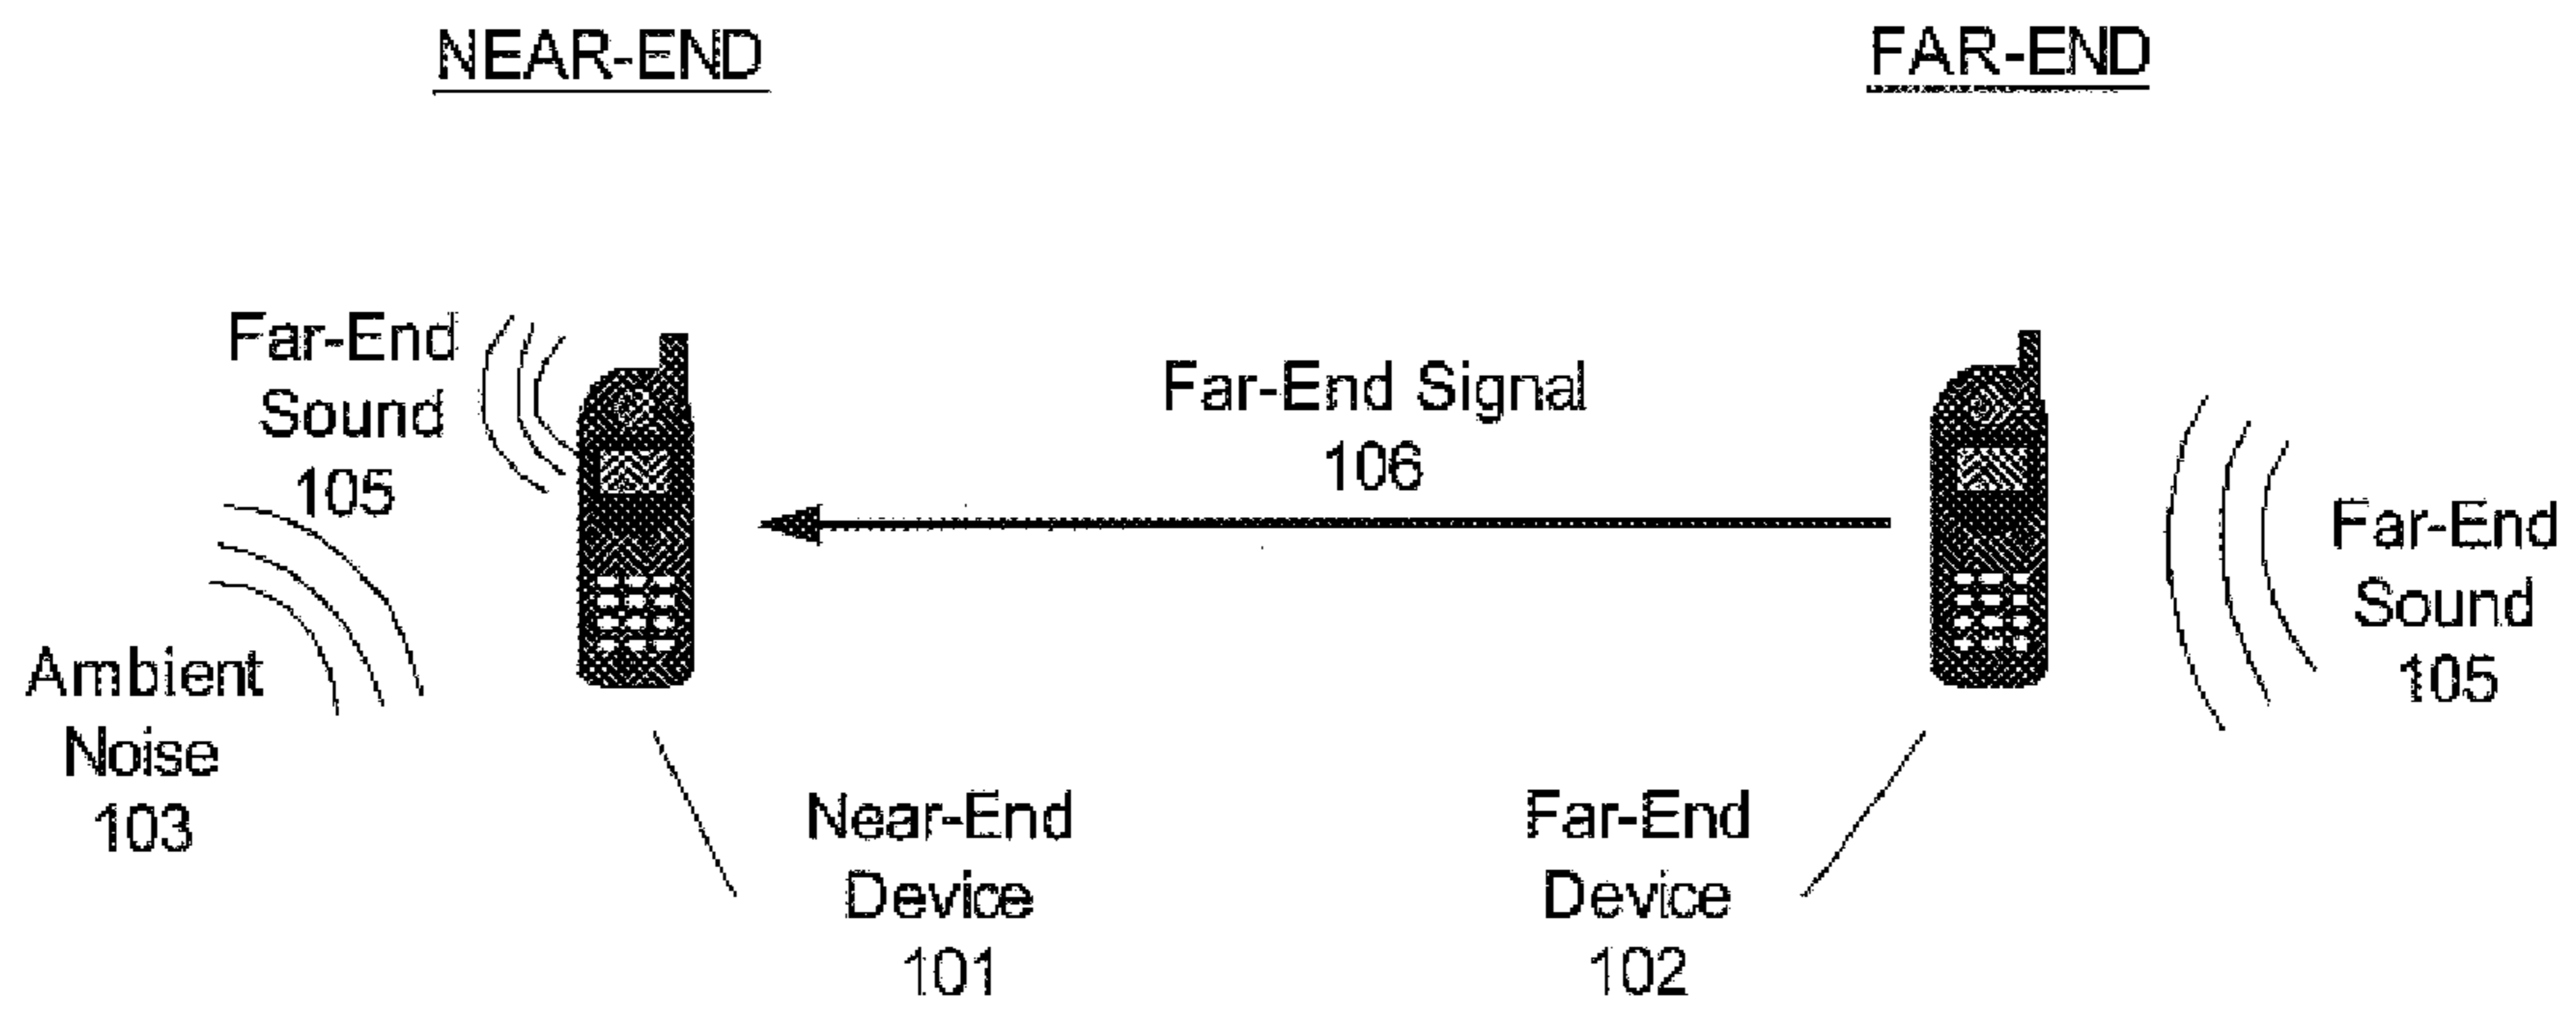 NEAR-END
FAR-END
Far-End
Sound
105
Far-End Signal
106
Far-End
Sound
105
Ambient
Noise
103
Near-End
Device
101
Far-End
Device
102